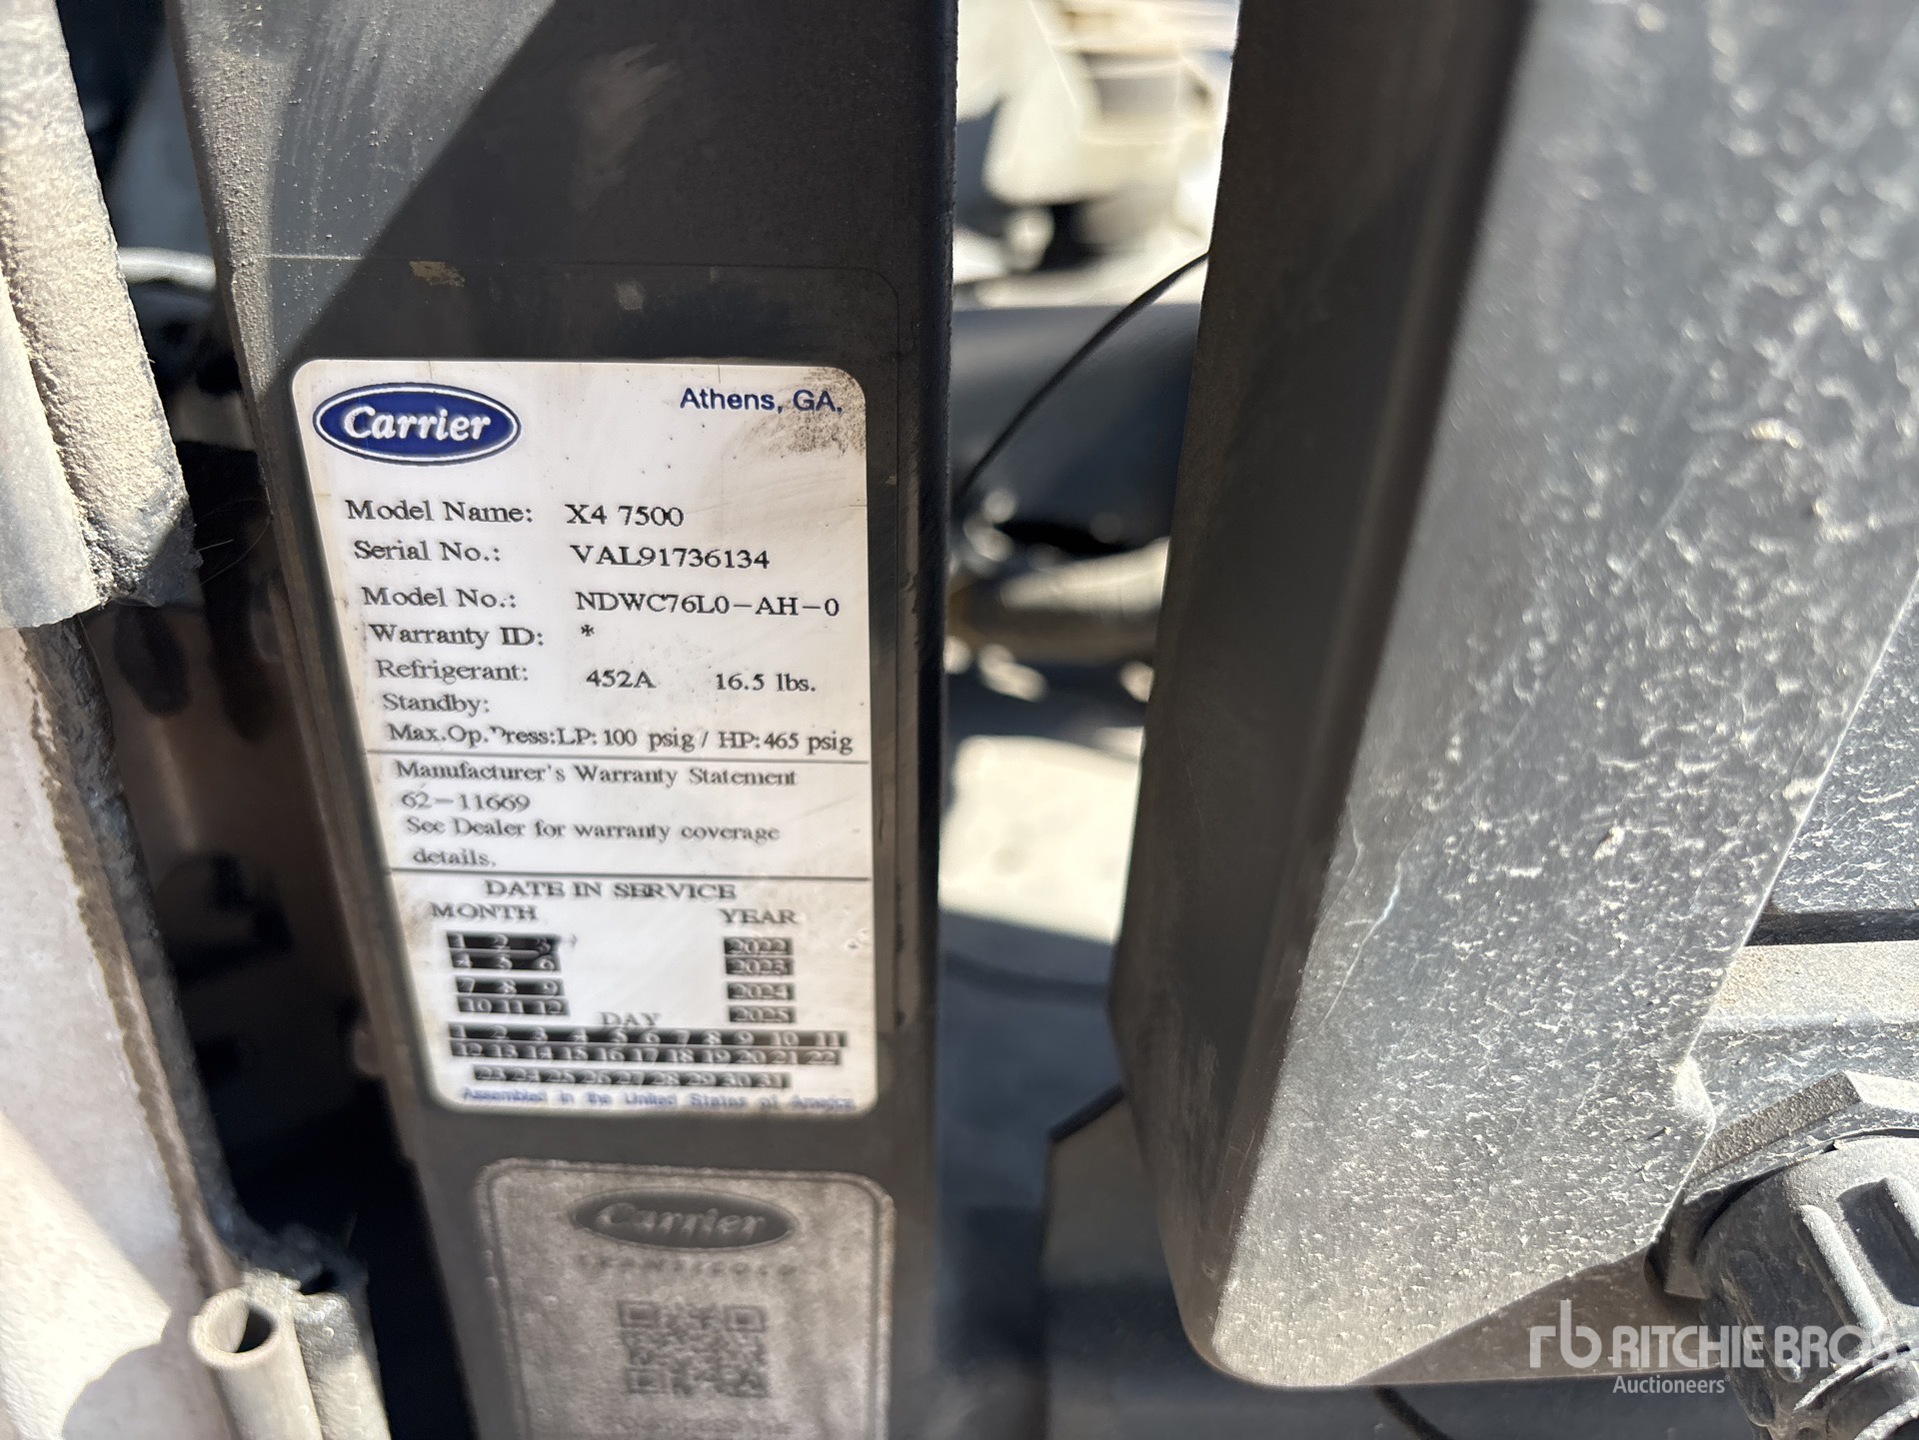 Carrier
Athens, GA.
Model Name: X4 7500
Serial No.: VAL91736134
Model No.: NDWC76L0-AH-0
Warranty ID: *
Refrigerant: 452A 16.5 lbs.
Standby:
Max.Op.Press:LP: 100 psig / HP: 465 psig
Manufacturer's Warranty Statement
62-11669
See Dealer for warranty coverage
details.
DATE IN SERVICE
MONTH YEAR
1 2 3 2022
4 5 6 2023
7 8 9 2024
10 11 12 2025
DAY
1 2 3 4 5 6 7 8 9 10 11
12 13 14 15 16 17 18 19 20 21 22
23 24 25 26 27 28 29 30 31
Assembled in the United States of America
Carrier
TRANSICOLD
rb RITCHIE BROS.
Auctioneers